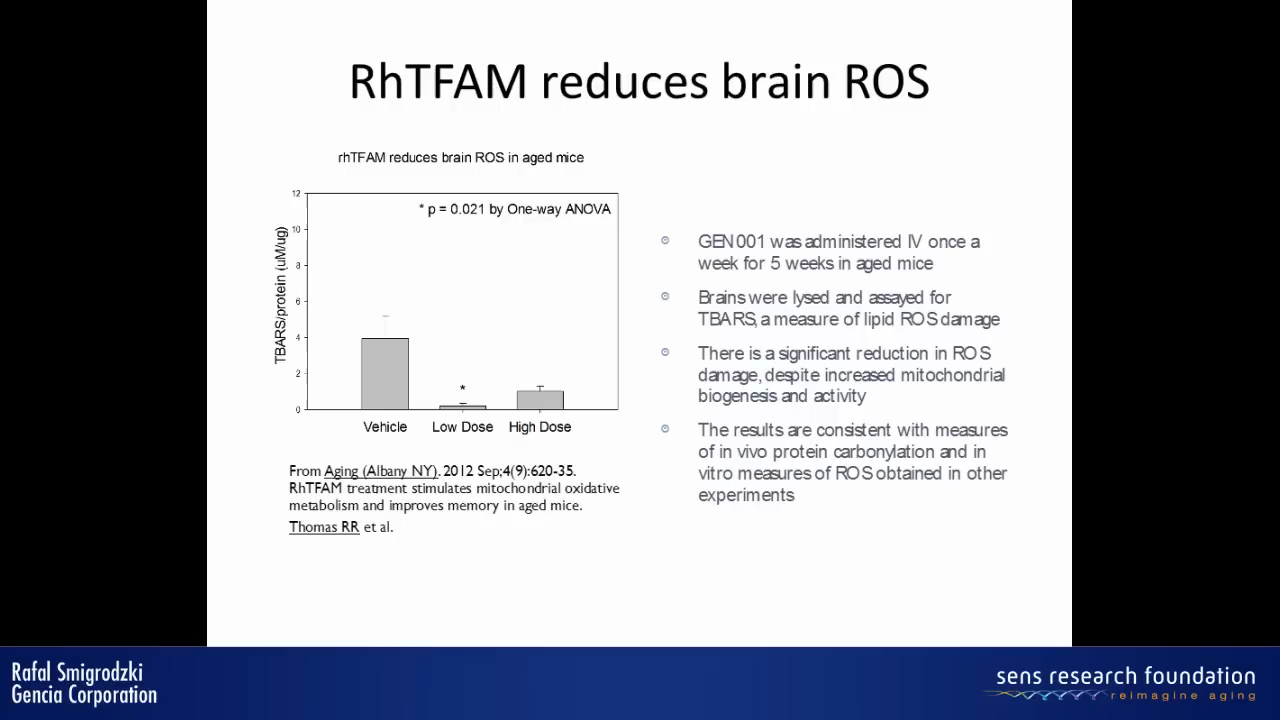 RhTFAM reduces brain ROS
rhTFAM reduces brain ROS in aged mice
* p = 0.021 by One-way ANOVA
12
10
8
6
4
2
0
TBARS/protein (uM/ug)
*
Vehicle Low Dose High Dose
From Aging (Albany NY). 2012 Sep;4(9):620-35.
RhTFAM treatment stimulates mitochondrial oxidative
metabolism and improves memory in aged mice.
Thomas RR et al.
GEN001 was administered IV once a
week for 5 weeks in aged mice
Brains were lysed and assayed for
TBARS, a measure of lipid ROS damage
There is a significant reduction in ROS
damage, despite increased mitochondrial
biogenesis and activity
The results are consistent with measures
of in vivo protein carbonylation and in
vitro measures of ROS obtained in other
experiments
Rafal Smigrodzki
Gencia Corporation
sens research foundation
reimagine aging